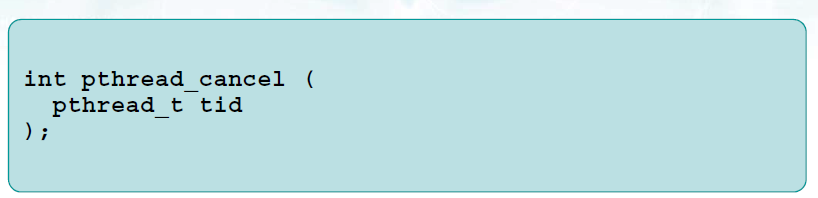 int pthread_cancel (
  pthread_t tid
);